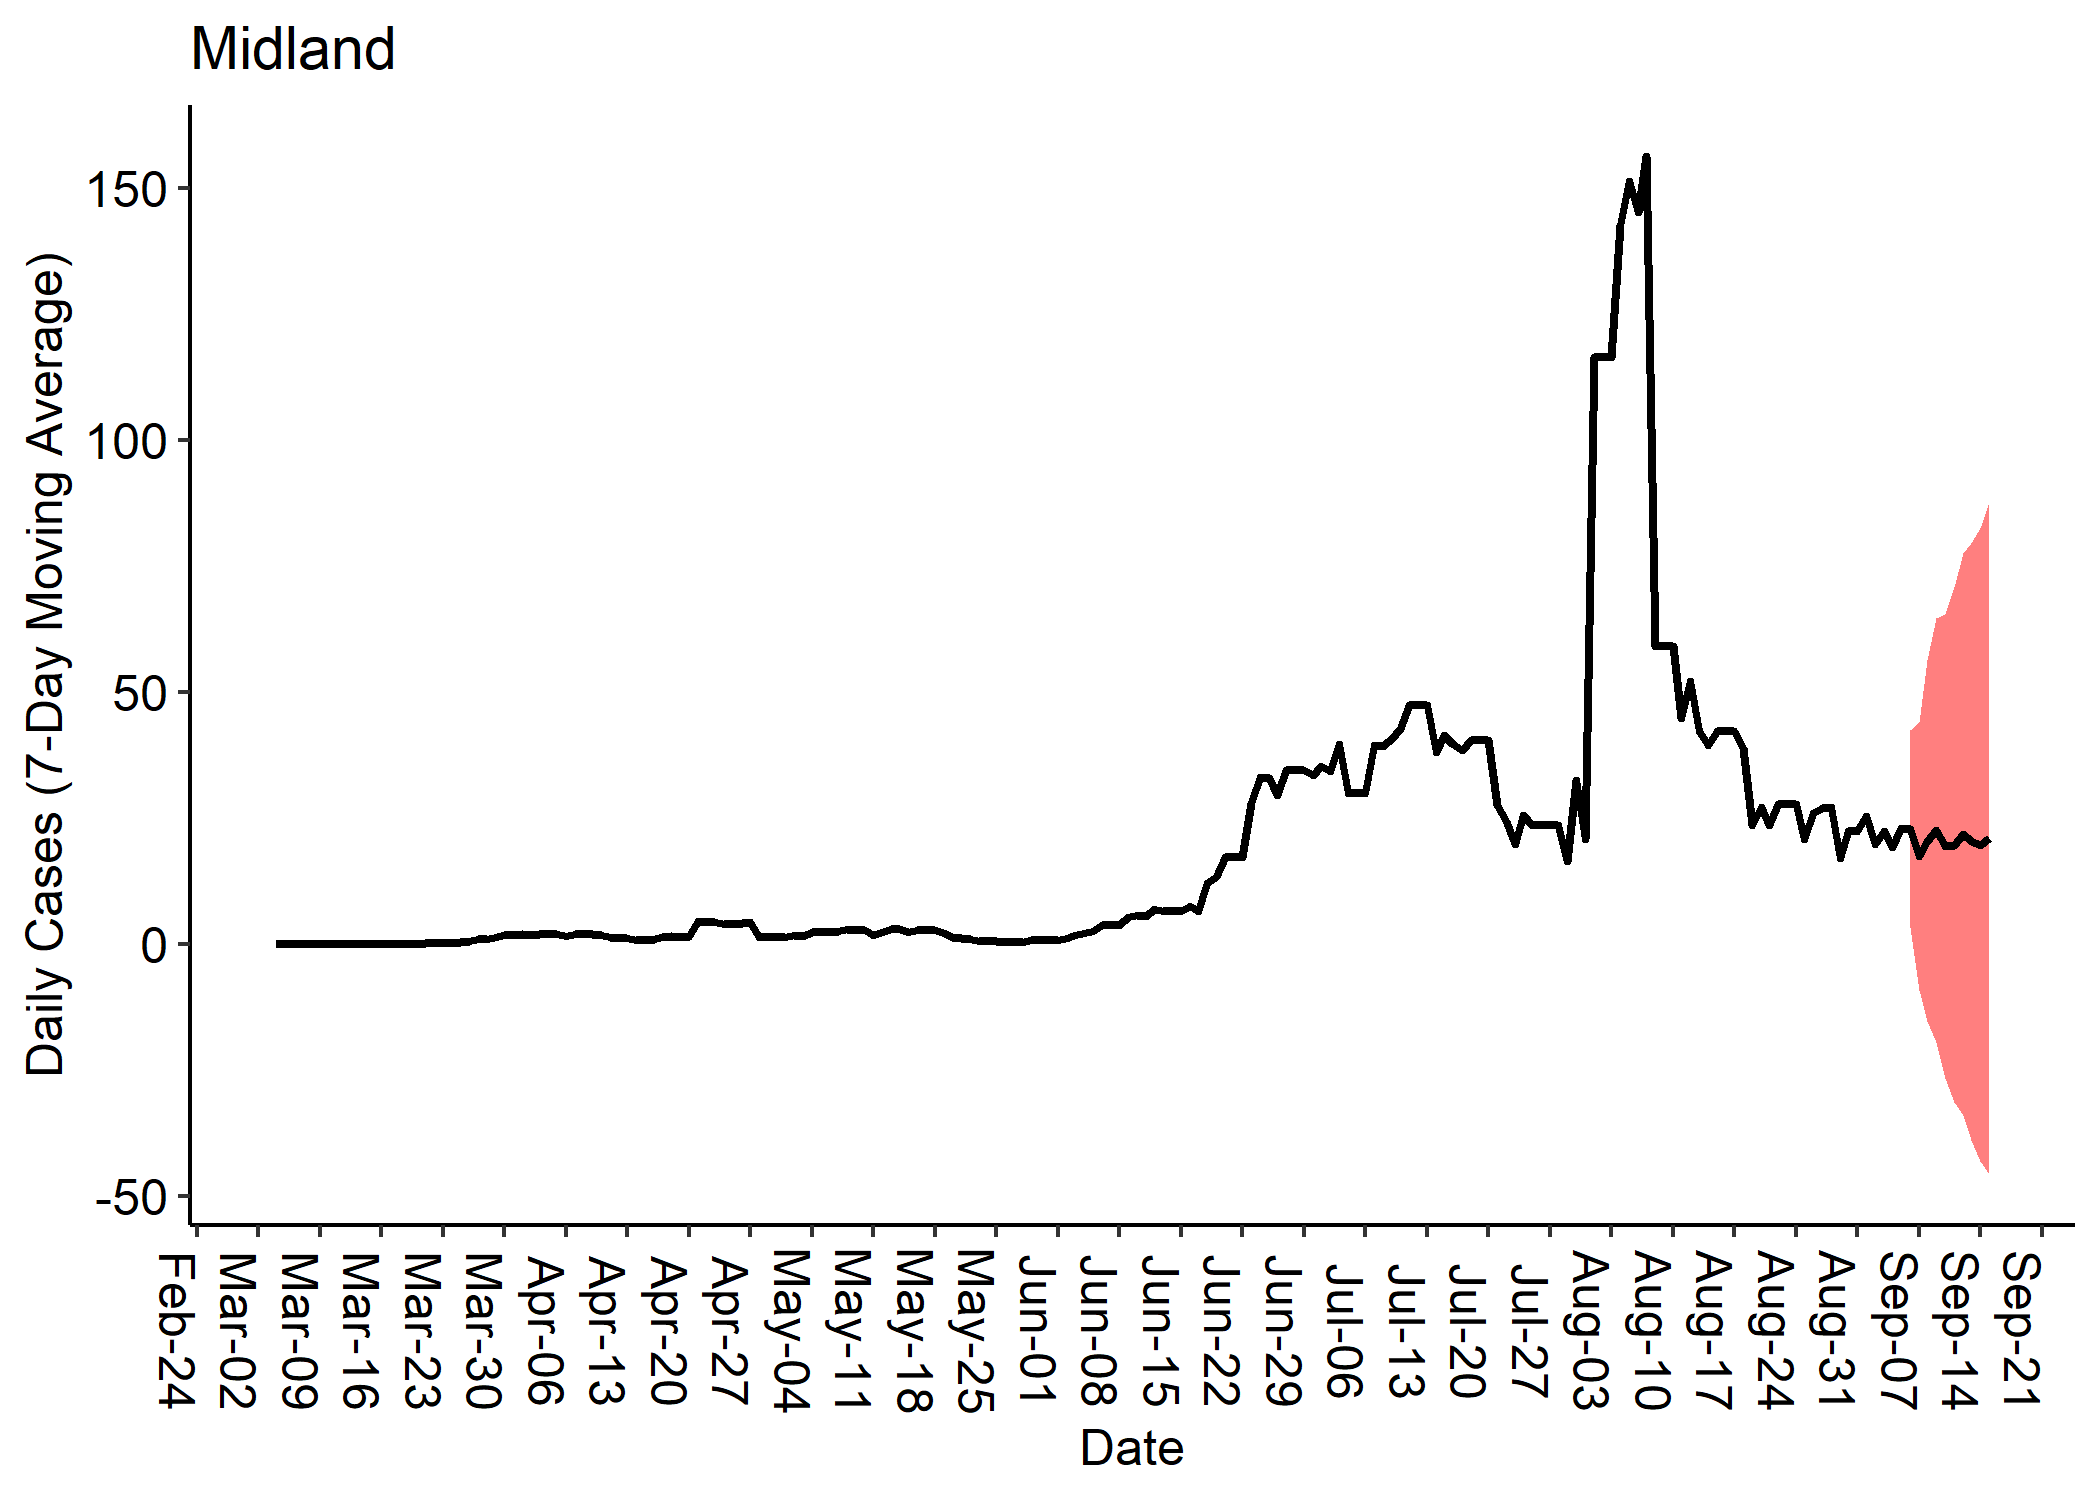 Midland
Daily Cases (7-Day Moving Average)
150
100
50
0
-50
Feb-24
Mar-02
Mar-09
Mar-16
Mar-23
Mar-30
Apr-06
Apr-13
Apr-20
Apr-27
May-04
May-11
May-18
May-25
Jun-01
Jun-08
Jun-15
Jun-22
Jun-29
Jul-06
Jul-13
Jul-20
Jul-27
Aug-03
Aug-10
Aug-17
Aug-24
Aug-31
Sep-07
Sep-14
Sep-21
Date